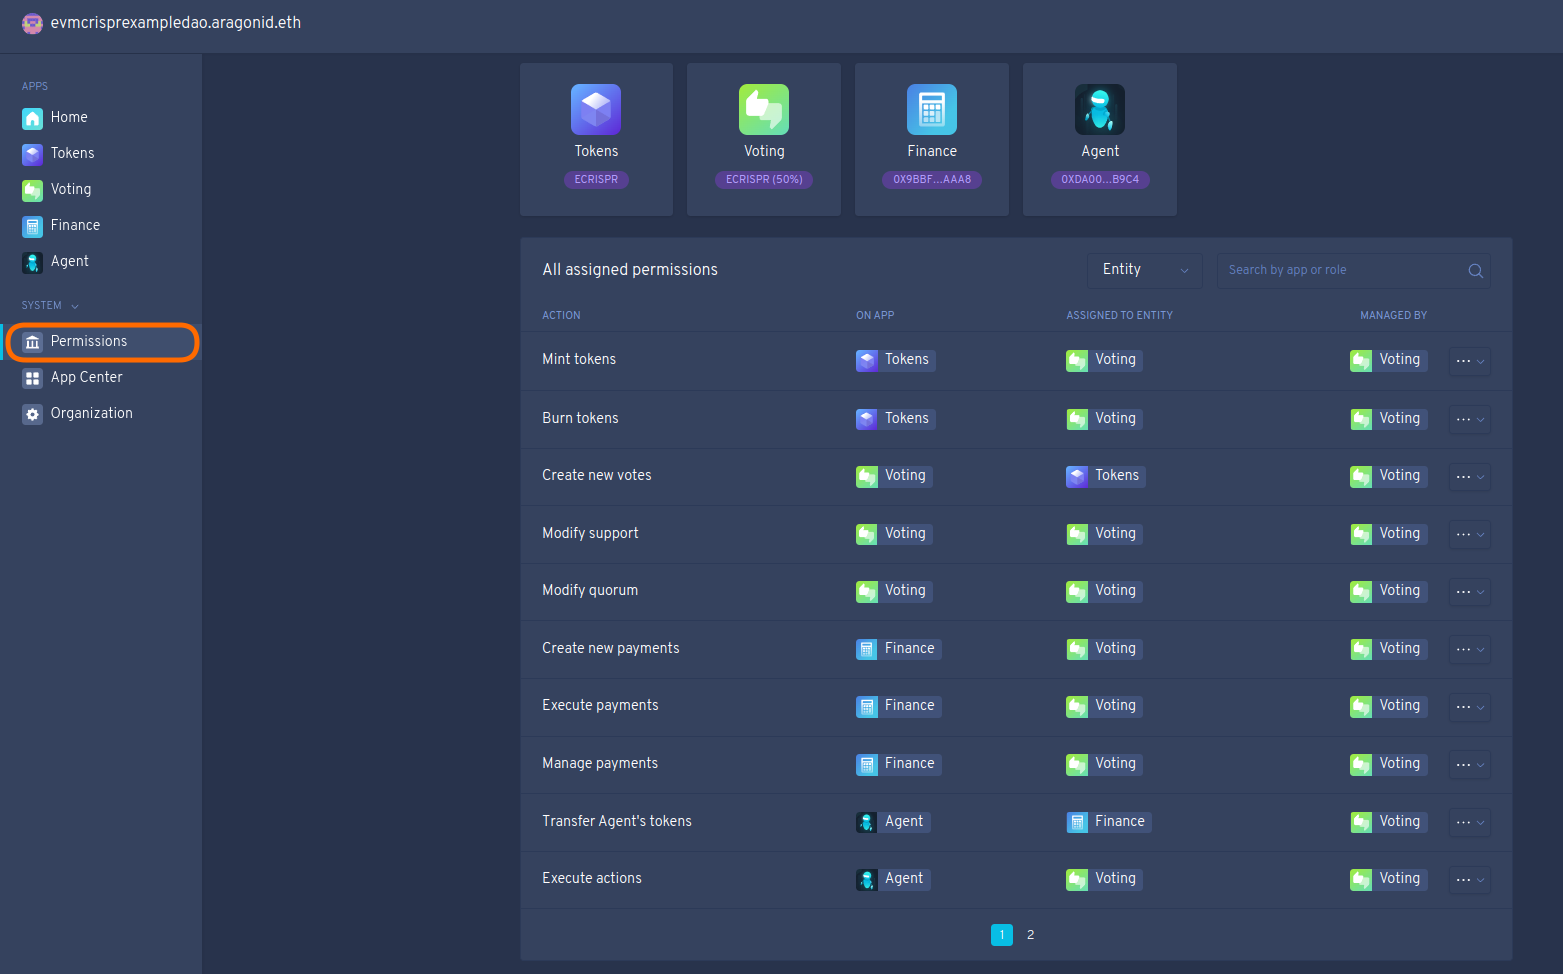 evmcrisprexampledao.aragonid.eth
APPS
Home
Tokens
Voting
Finance
Agent
SYSTEM
Permissions
App Center
Organization
Tokens
ECRISPR
Voting
ECRISPR (50%)
Finance
0X9BBF...AAA8
Agent
0XDA00...B9C4
All assigned permissions
Entity
Search by app or role
ACTION ON APP ASSIGNED TO ENTITY MANAGED BY
Mint tokens Tokens Voting Voting
Burn tokens Tokens Voting Voting
Create new votes Voting Tokens Voting
Modify support Voting Voting Voting
Modify quorum Voting Voting Voting
Create new payments Finance Voting Voting
Execute payments Finance Voting Voting
Manage payments Finance Voting Voting
Transfer Agent's tokens Agent Finance Voting
Execute actions Agent Voting Voting
1 2